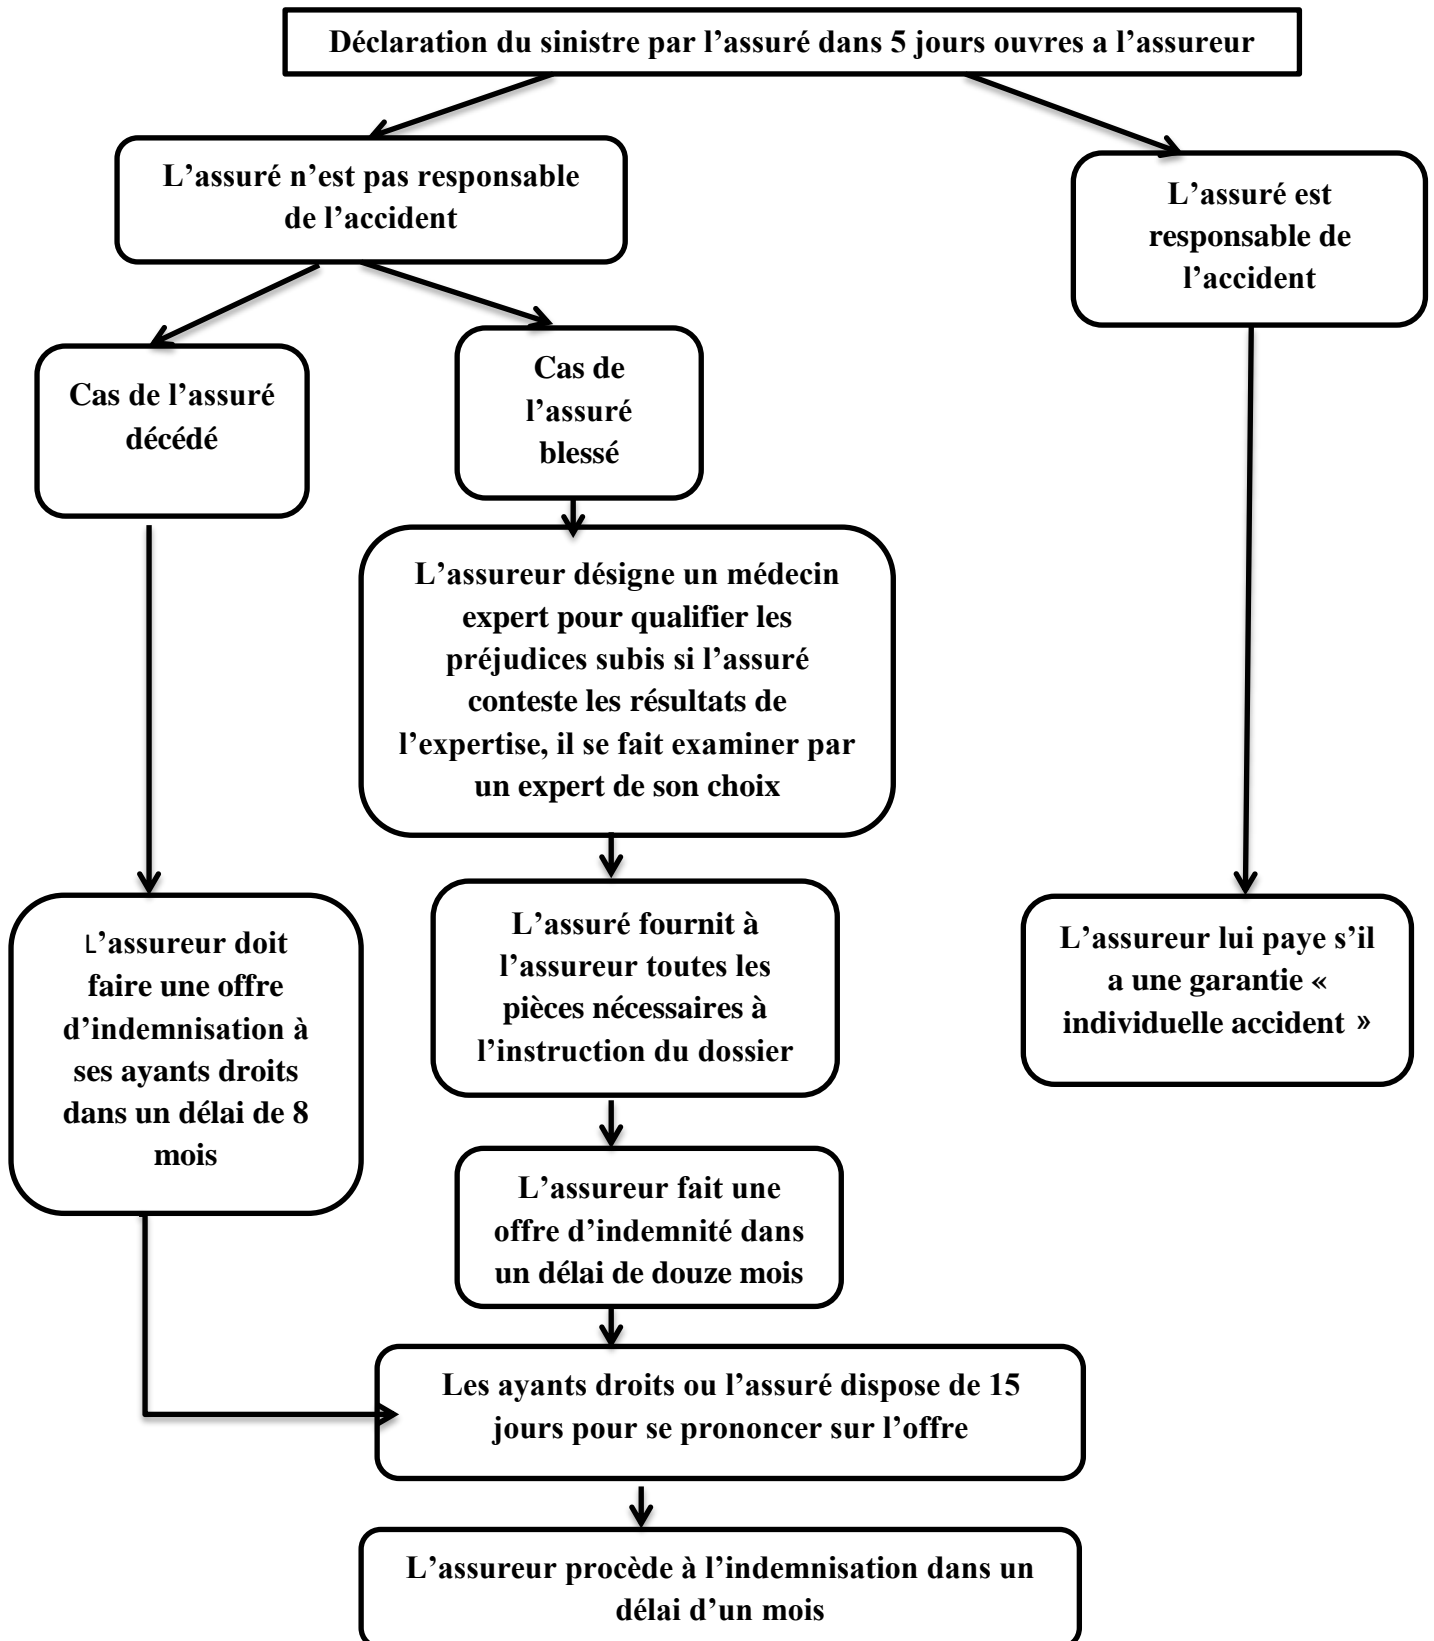 Déclaration du sinistre par l’assuré dans 5 jours ouvres a l’assureur
L’assuré n’est pas responsable
de l’accident
L’assuré est
responsable de
l’accident
Cas de l’assuré
décédé
Cas de
l’assuré
blessé
L’assureur désigne un médecin
expert pour qualifier les
préjudices subis si l’assuré
conteste les résultats de
l’expertise, il se fait examiner par
un expert de son choix
L’assureur doit
faire une offre
d’indemnisation à
ses ayants droits
dans un délai de 8
mois
L’assuré fournit à
l’assureur toutes les
pièces nécessaires à
l’instruction du dossier
L’assureur lui paye s’il
a une garantie «
individuelle accident »
L’assureur fait une
offre d’indemnité dans
un délai de douze mois
Les ayants droits ou l’assuré dispose de 15
jours pour se prononcer sur l’offre
L’assureur procède à l’indemnisation dans un
délai d’un mois